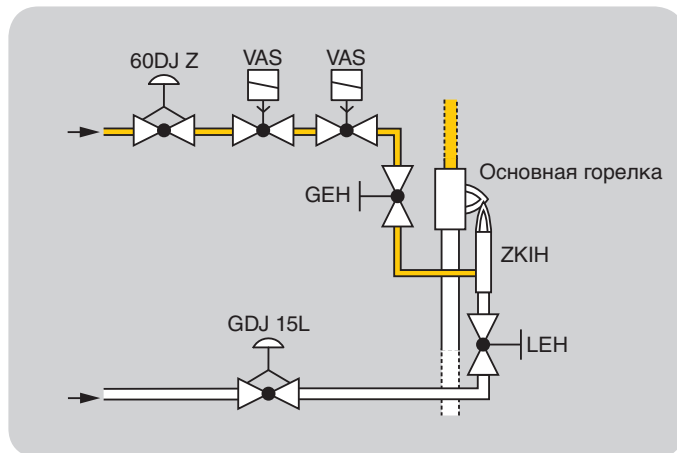 60DJ Z
VAS
VAS
Основная горелка
GEH
ZKIH
GDJ 15L
LEH